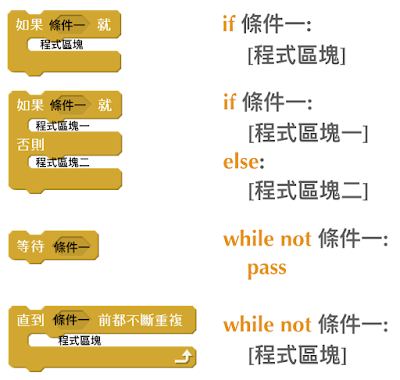 如果 條件一 就
程式區塊
if 條件一:
[程式區塊]
如果 條件一 就
程式區塊一
否則
程式區塊二
if 條件一:
[程式區塊一]
else:
[程式區塊二]
等待 條件一
while not 條件一:
pass
直到 條件一 前都不斷重複
程式區塊
while not 條件一:
[程式區塊]